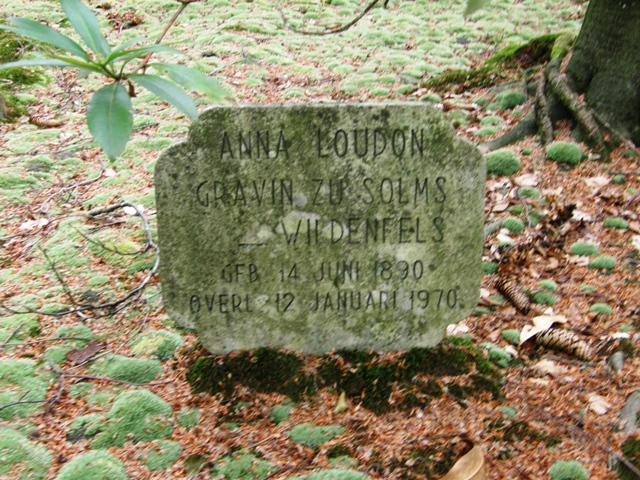 ANNA LOUDON
GRAVIN ZU SOLMS
— WILDENFELS
GEB 14 JUNI 1890
OVERL 12 JANUARI 1970.